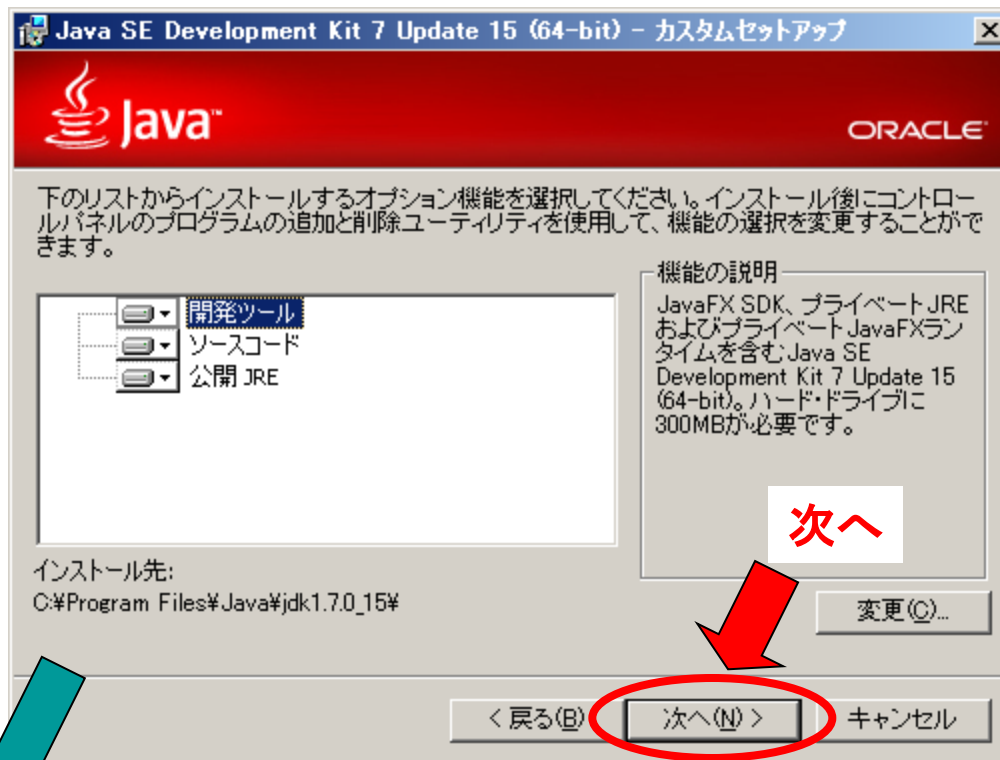 Java SE Development Kit 7 Update 15 (64-bit) - カスタムセットアップ
Java™
ORACLE
下のリストからインストールするオプション機能を選択してください。インストール後にコントロー
ルパネルのプログラムの追加と削除ユーティリティを使用して、機能の選択を変更することがで
きます。
開発ツール
ソースコード
公開 JRE
機能の説明
JavaFX SDK、プライベート JRE
およびプライベート JavaFXラン
タイムを含む Java SE
Development Kit 7 Update 15
(64-bit)。ハード・ドライブに
300MBが必要です。
次へ
インストール先:
C:¥Program Files¥Java¥jdk1.7.0_15¥
変更(C)...
< 戻る(B)
次へ(N) >
キャンセル